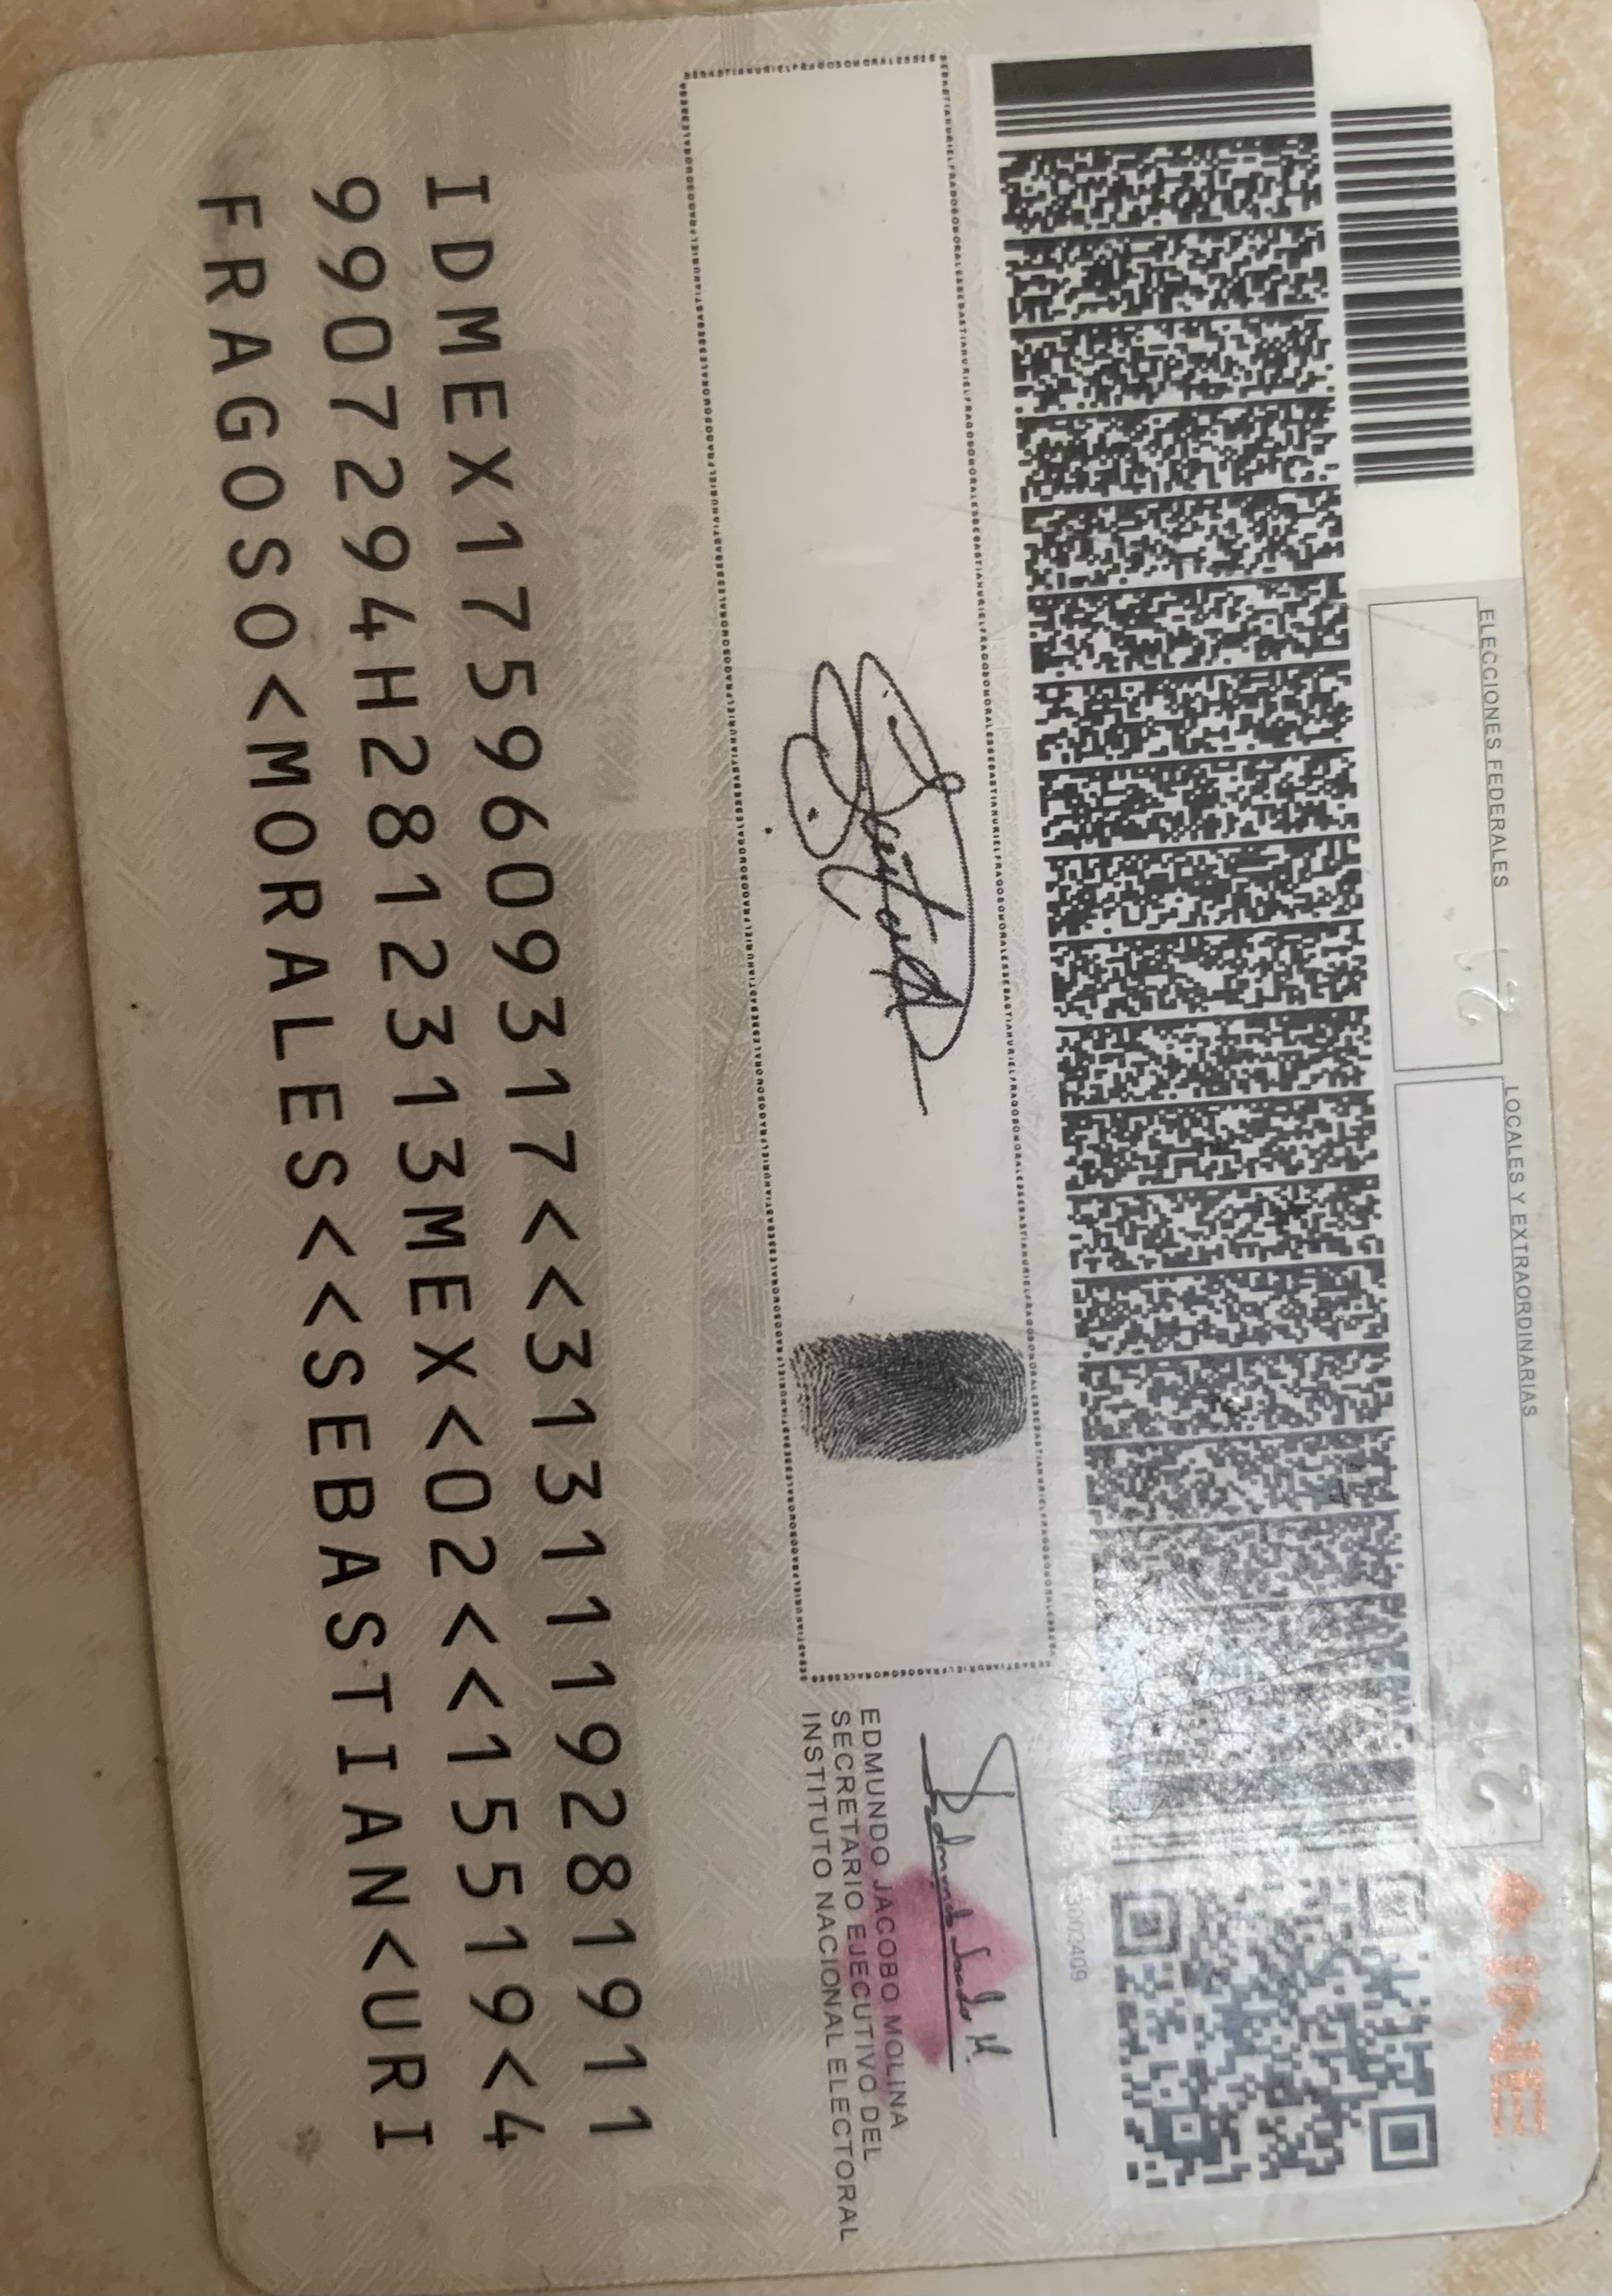 ELECCIONES FEDERALES
LOCALES Y EXTRAORDINARIAS
INE
EDMUNDO JACOBO MOLINA
SECRETARIO EJECUTIVO DEL
INSTITUTO NACIONAL ELECTORAL
IDMEX1759609317<<3131119281911
9907294H2812313MEX<02<<15519<4
FRAGOSO<MORALES<<SEBASTIAN<URI